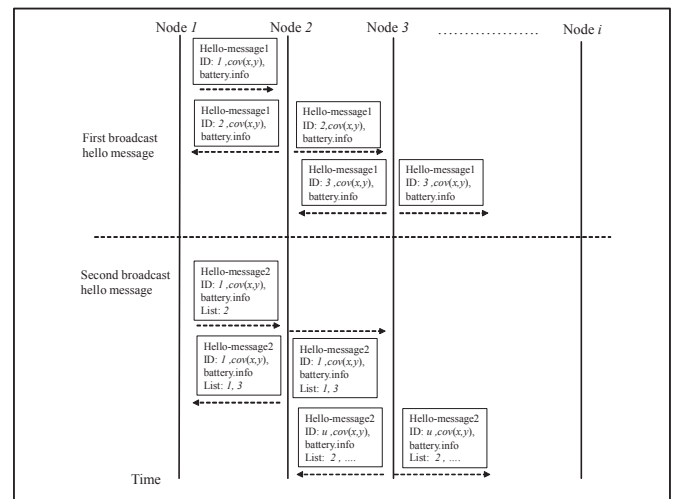 Node 1
Node 2
Node 3
...................
Node i
Hello-message1
ID: 1 ,cov(x,y),
battery.info
First broadcast
hello message
Hello-message1
ID: 2 ,cov(x,y),
battery.info
Hello-message1
ID: 2,cov(x,y),
battery.info
Hello-message1
ID: 3 ,cov(x,y),
battery.info
Hello-message1
ID: 3 ,cov(x,y),
battery.info
Second broadcast
hello message
Hello-message2
ID: 1 ,cov(x,y),
battery.info
List: 2
Hello-message2
ID: 1 ,cov(x,y),
battery.info
List: 1, 3
Hello-message2
ID: 1 ,cov(x,y),
battery.info
List: 1, 3
Hello-message2
ID: u ,cov(x,y),
battery.info
List: 2 , ....
Hello-message2
ID: u ,cov(x,y),
battery.info
List: 2, ....
Time